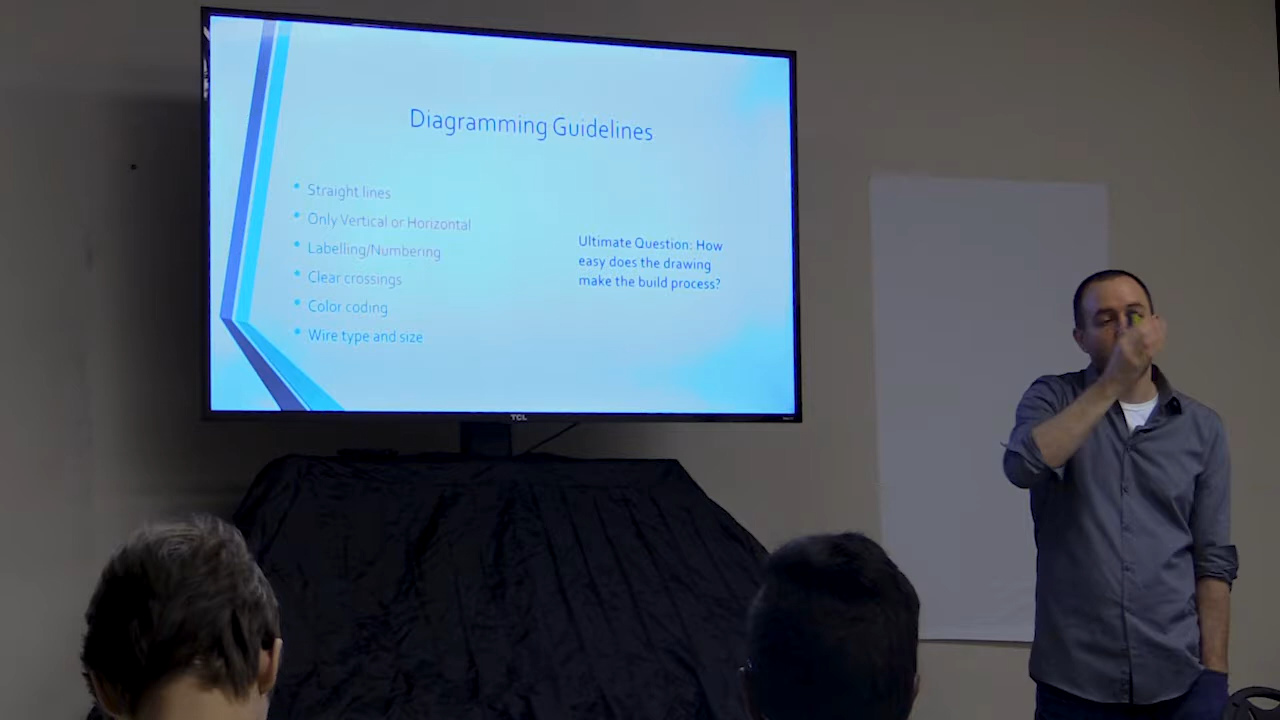 Diagramming Guidelines
• Straight lines
• Only Vertical or Horizontal
• Labelling/Numbering
• Clear crossings
• Color coding
• Wire type and size
Ultimate Question: How
easy does the drawing
make the build process?
TCL